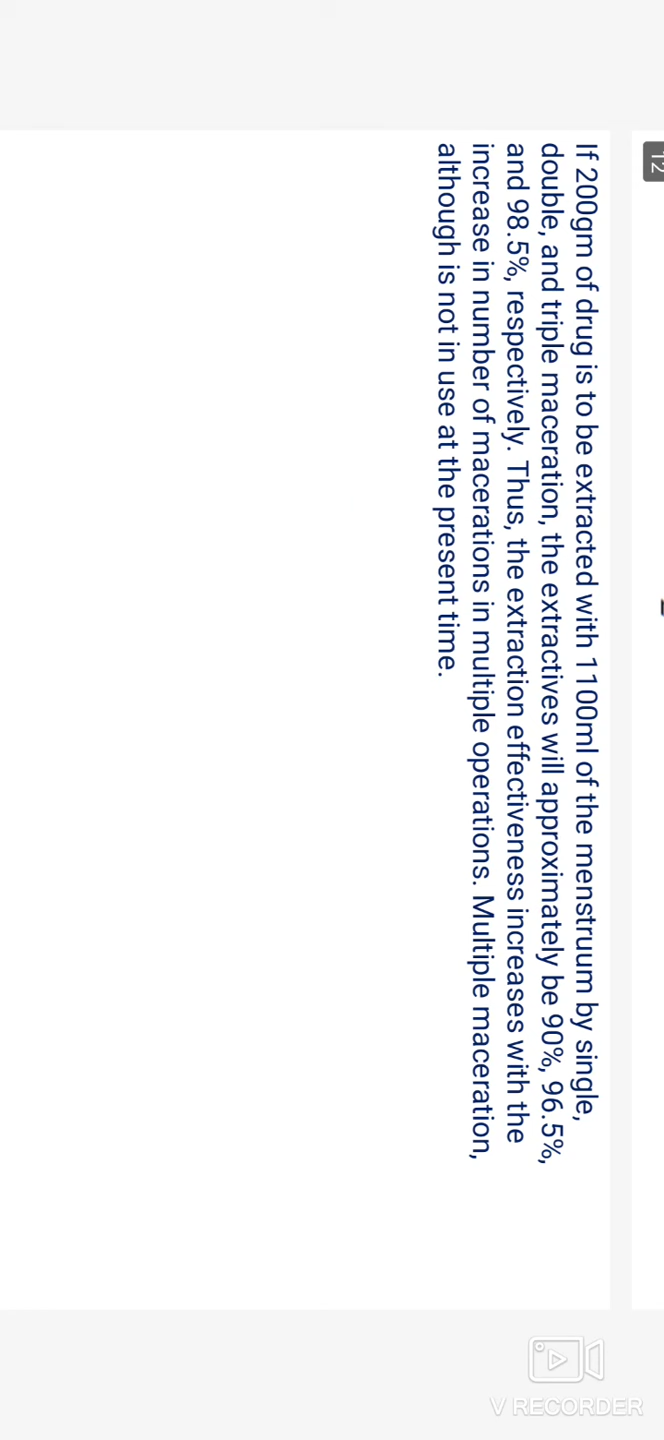 12
If 200gm of drug is to be extracted with 1100ml of the menstruum by single,
double, and triple maceration, the extractives will approximately be 90%, 96.5%,
and 98.5%, respectively. Thus, the extraction effectiveness increases with the
increase in number of macerations in multiple operations. Multiple maceration,
although is not in use at the present time.
V RECORDER